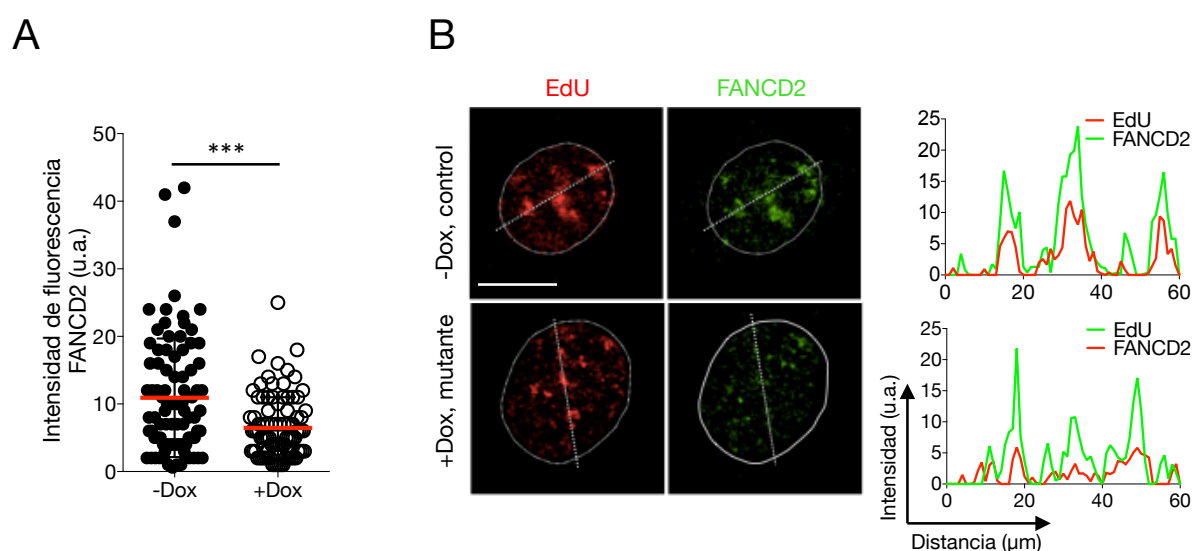 A
Intensidad de fluorescencia
FANCD2 (u.a.)
50
40
30
20
10
0
***
-Dox
+Dox
B
EdU
FANCD2
-Dox, control
+Dox, mutante
25
20
15
10
5
0
EdU
FANCD2
0
20
40
60
25
20
15
10
5
0
EdU
FANCD2
0
20
40
60
Intensidad (u.a.)
Distancia (μm)